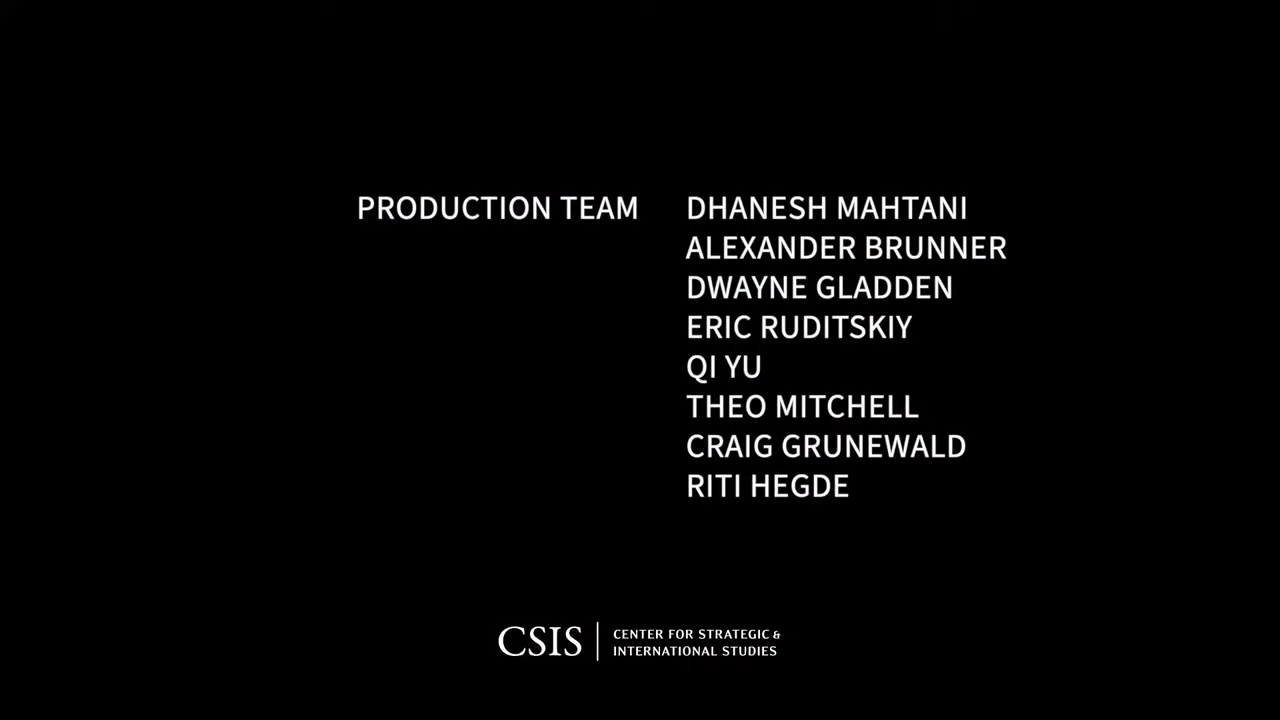 PRODUCTION TEAM DHANESH MAHTANI
ALEXANDER BRUNNER
DWAYNE GLADDEN
ERIC RUDITSKIY
QI YU
THEO MITCHELL
CRAIG GRUNEWALD
RITI HEGDE
CSIS CENTER FOR STRATEGIC &
INTERNATIONAL STUDIES